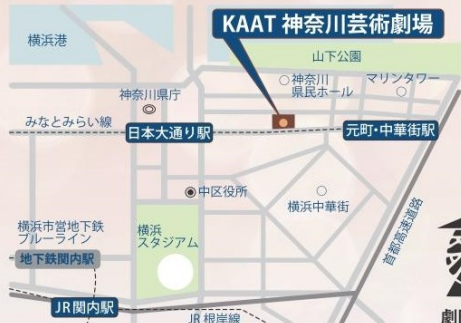 KAAT 神奈川芸術劇場
横浜港
山下公園
神奈川
県民ホール
マリンタワー
神奈川県庁
みなとみらい線
日本大通り駅
元町・中華街駅
中区役所
横浜中華街
首都高速道路
横浜市営地下鉄
ブルーライン
地下鉄関内駅
横浜
スタジアム
JR関内駅
JR根岸線